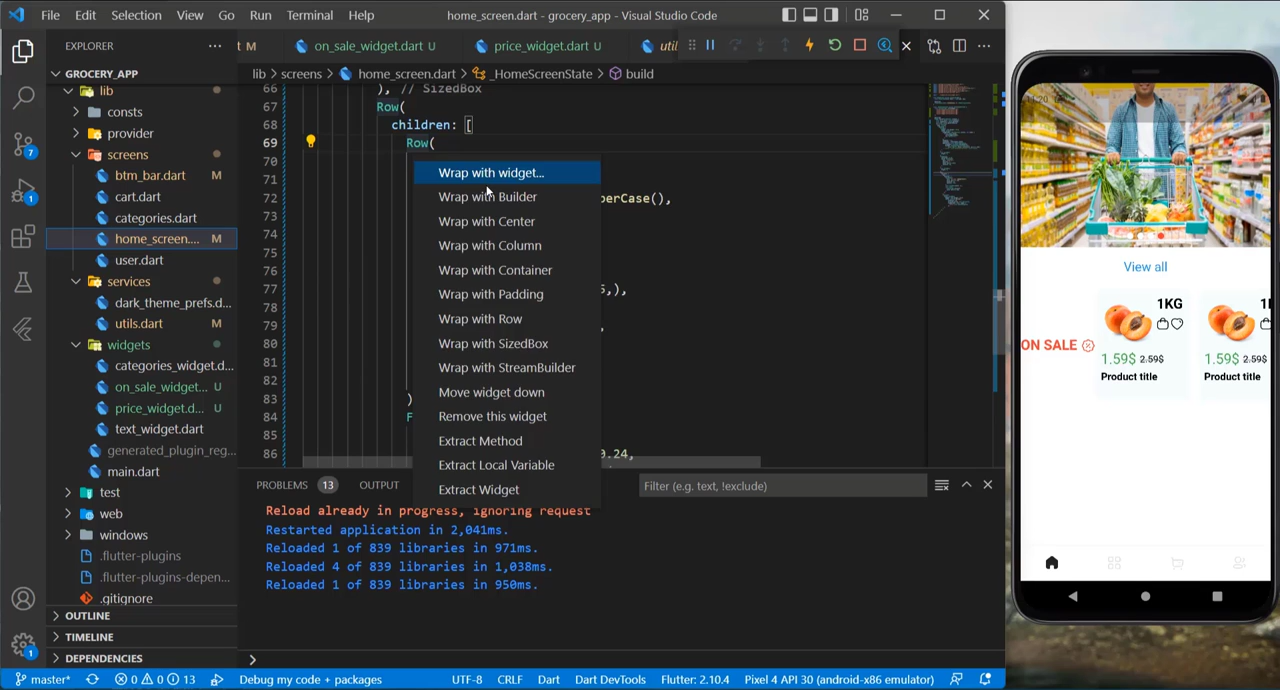 File Edit Selection View Go Run Terminal Help home_screen.dart - grocery_app - Visual Studio Code
EXPLORER ...
t M on_sale_widget.dart U price_widget.dart U util
GROCERY_APP
lib > screens > home_screen.dart > _HomeScreenState > build
lib
consts
provider
screens
btm_bar.dart M
cart.dart
categories.dart
home_screen.... M
user.dart
services
dark_theme_prefs.d...
utils.dart M
widgets
categories_widget.d...
on_sale_widget... U
price_widget.d... U
text_widget.dart
generated_plugin_reg...
main.dart
test
web
windows
.flutter-plugins
.flutter-plugins-depen...
.gitignore
OUTLINE
TIMELINE
DEPENDENCIES
7
1
1
66 ), // SizedBox
67 Row(
68 children: [
69 Row(
70
71
72 perCase(),
73
74
75
76
77 5,),
78
79 ,
80
81
82
83 )
84 F
85
86 0.24,
Wrap with widget...
Wrap with Builder
Wrap with Center
Wrap with Column
Wrap with Container
Wrap with Padding
Wrap with Row
Wrap with SizedBox
Wrap with StreamBuilder
Move widget down
Remove this widget
Extract Method
Extract Local Variable
Extract Widget
PROBLEMS 13 OUTPUT Filter (e.g. text, !exclude)
Reload already in progress, ignoring request
Restarted application in 2,041ms.
Reloaded 1 of 839 libraries in 971ms.
Reloaded 4 of 839 libraries in 1,038ms.
Reloaded 1 of 839 libraries in 950ms.
master* 0 0 13 Debug my code + packages UTF-8 CRLF Dart Dart DevTools Flutter: 2.10.4 Pixel 4 API 30 (android-x86 emulator)
View all
ON SALE
1KG
1.59$ 2.59$
Product title
1.59$ 2.59$
Product title